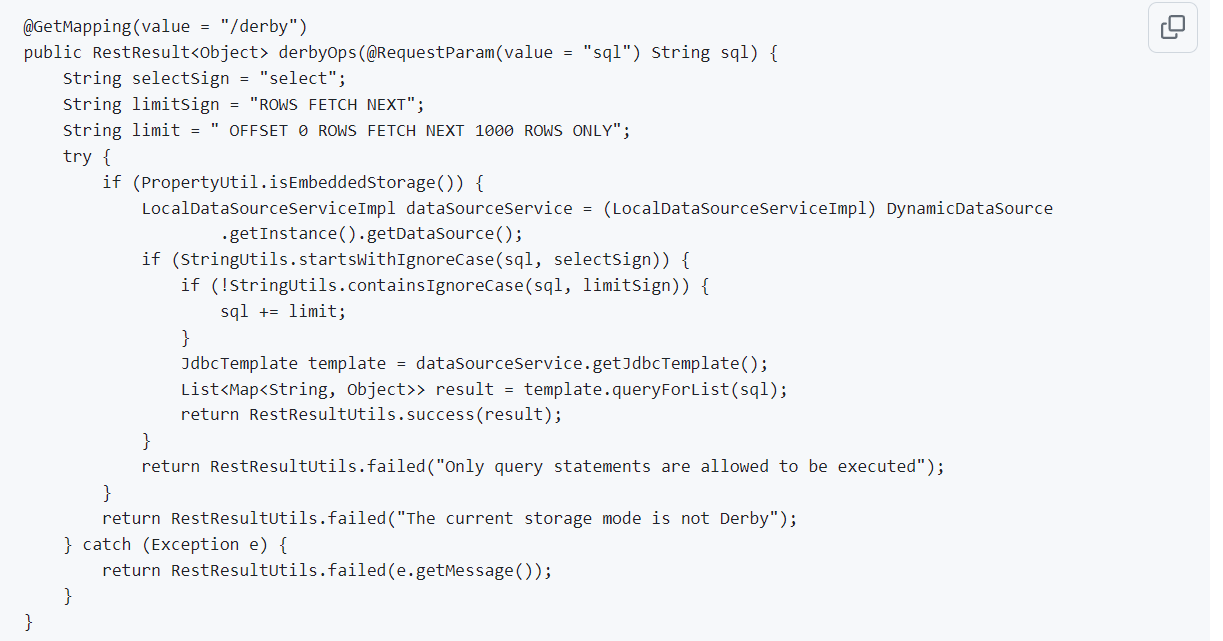 @GetMapping(value = "/derby")
public RestResult<Object> derbyOps(@RequestParam(value = "sql") String sql) {
    String selectSign = "select";
    String limitSign = "ROWS FETCH NEXT";
    String limit = " OFFSET 0 ROWS FETCH NEXT 1000 ROWS ONLY";
    try {
        if (PropertyUtil.isEmbeddedStorage()) {
            LocalDataSourceServiceImpl dataSourceService = (LocalDataSourceServiceImpl) DynamicDataSource
                    .getInstance().getDataSource();
            if (StringUtils.startsWithIgnoreCase(sql, selectSign)) {
                if (!StringUtils.containsIgnoreCase(sql, limitSign)) {
                    sql += limit;
                }
                JdbcTemplate template = dataSourceService.getJdbcTemplate();
                List<Map<String, Object>> result = template.queryForList(sql);
                return RestResultUtils.success(result);
            }
            return RestResultUtils.failed("Only query statements are allowed to be executed");
        }
        return RestResultUtils.failed("The current storage mode is not Derby");
    } catch (Exception e) {
        return RestResultUtils.failed(e.getMessage());
    }
}